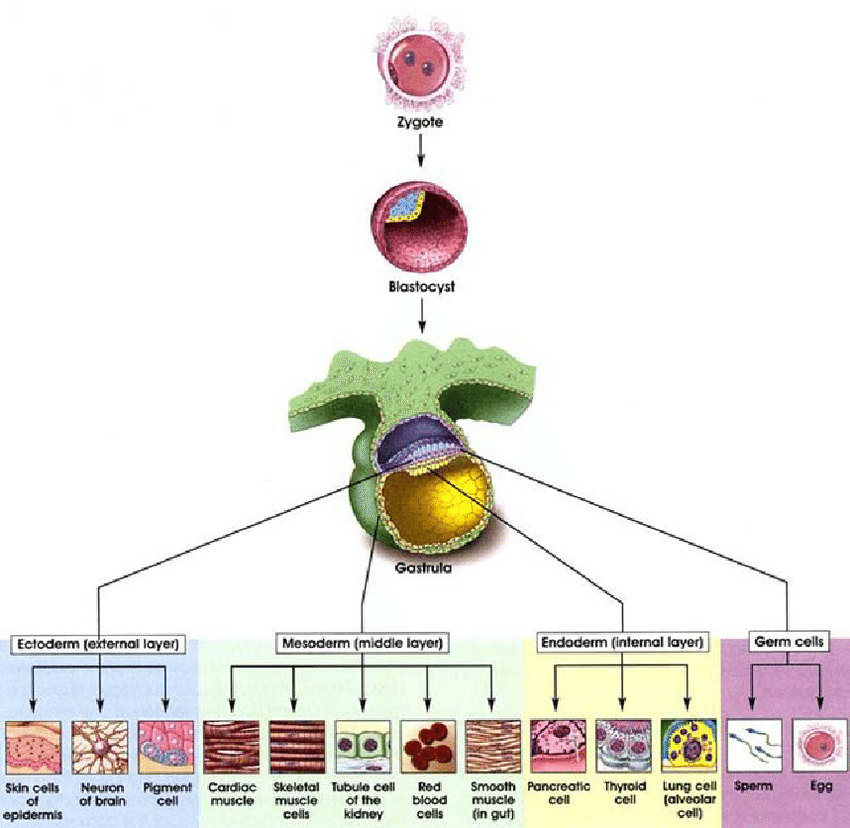 Zygote
Blastocyst
Gastrula
Ectoderm (external layer)
Mesoderm (middle layer)
Endoderm (internal layer)
Germ cells
Skin cells
of
epidermis
Neuron
of brain
Pigment
cell
Cardiac
muscle
Skeletal
muscle
cells
Tubule cell
of the
kidney
Red
blood
cells
Smooth
muscle
(in gut)
Pancreatic
cell
Thyroid
cell
Lung cell
(alveolar
cell)
Sperm
Egg